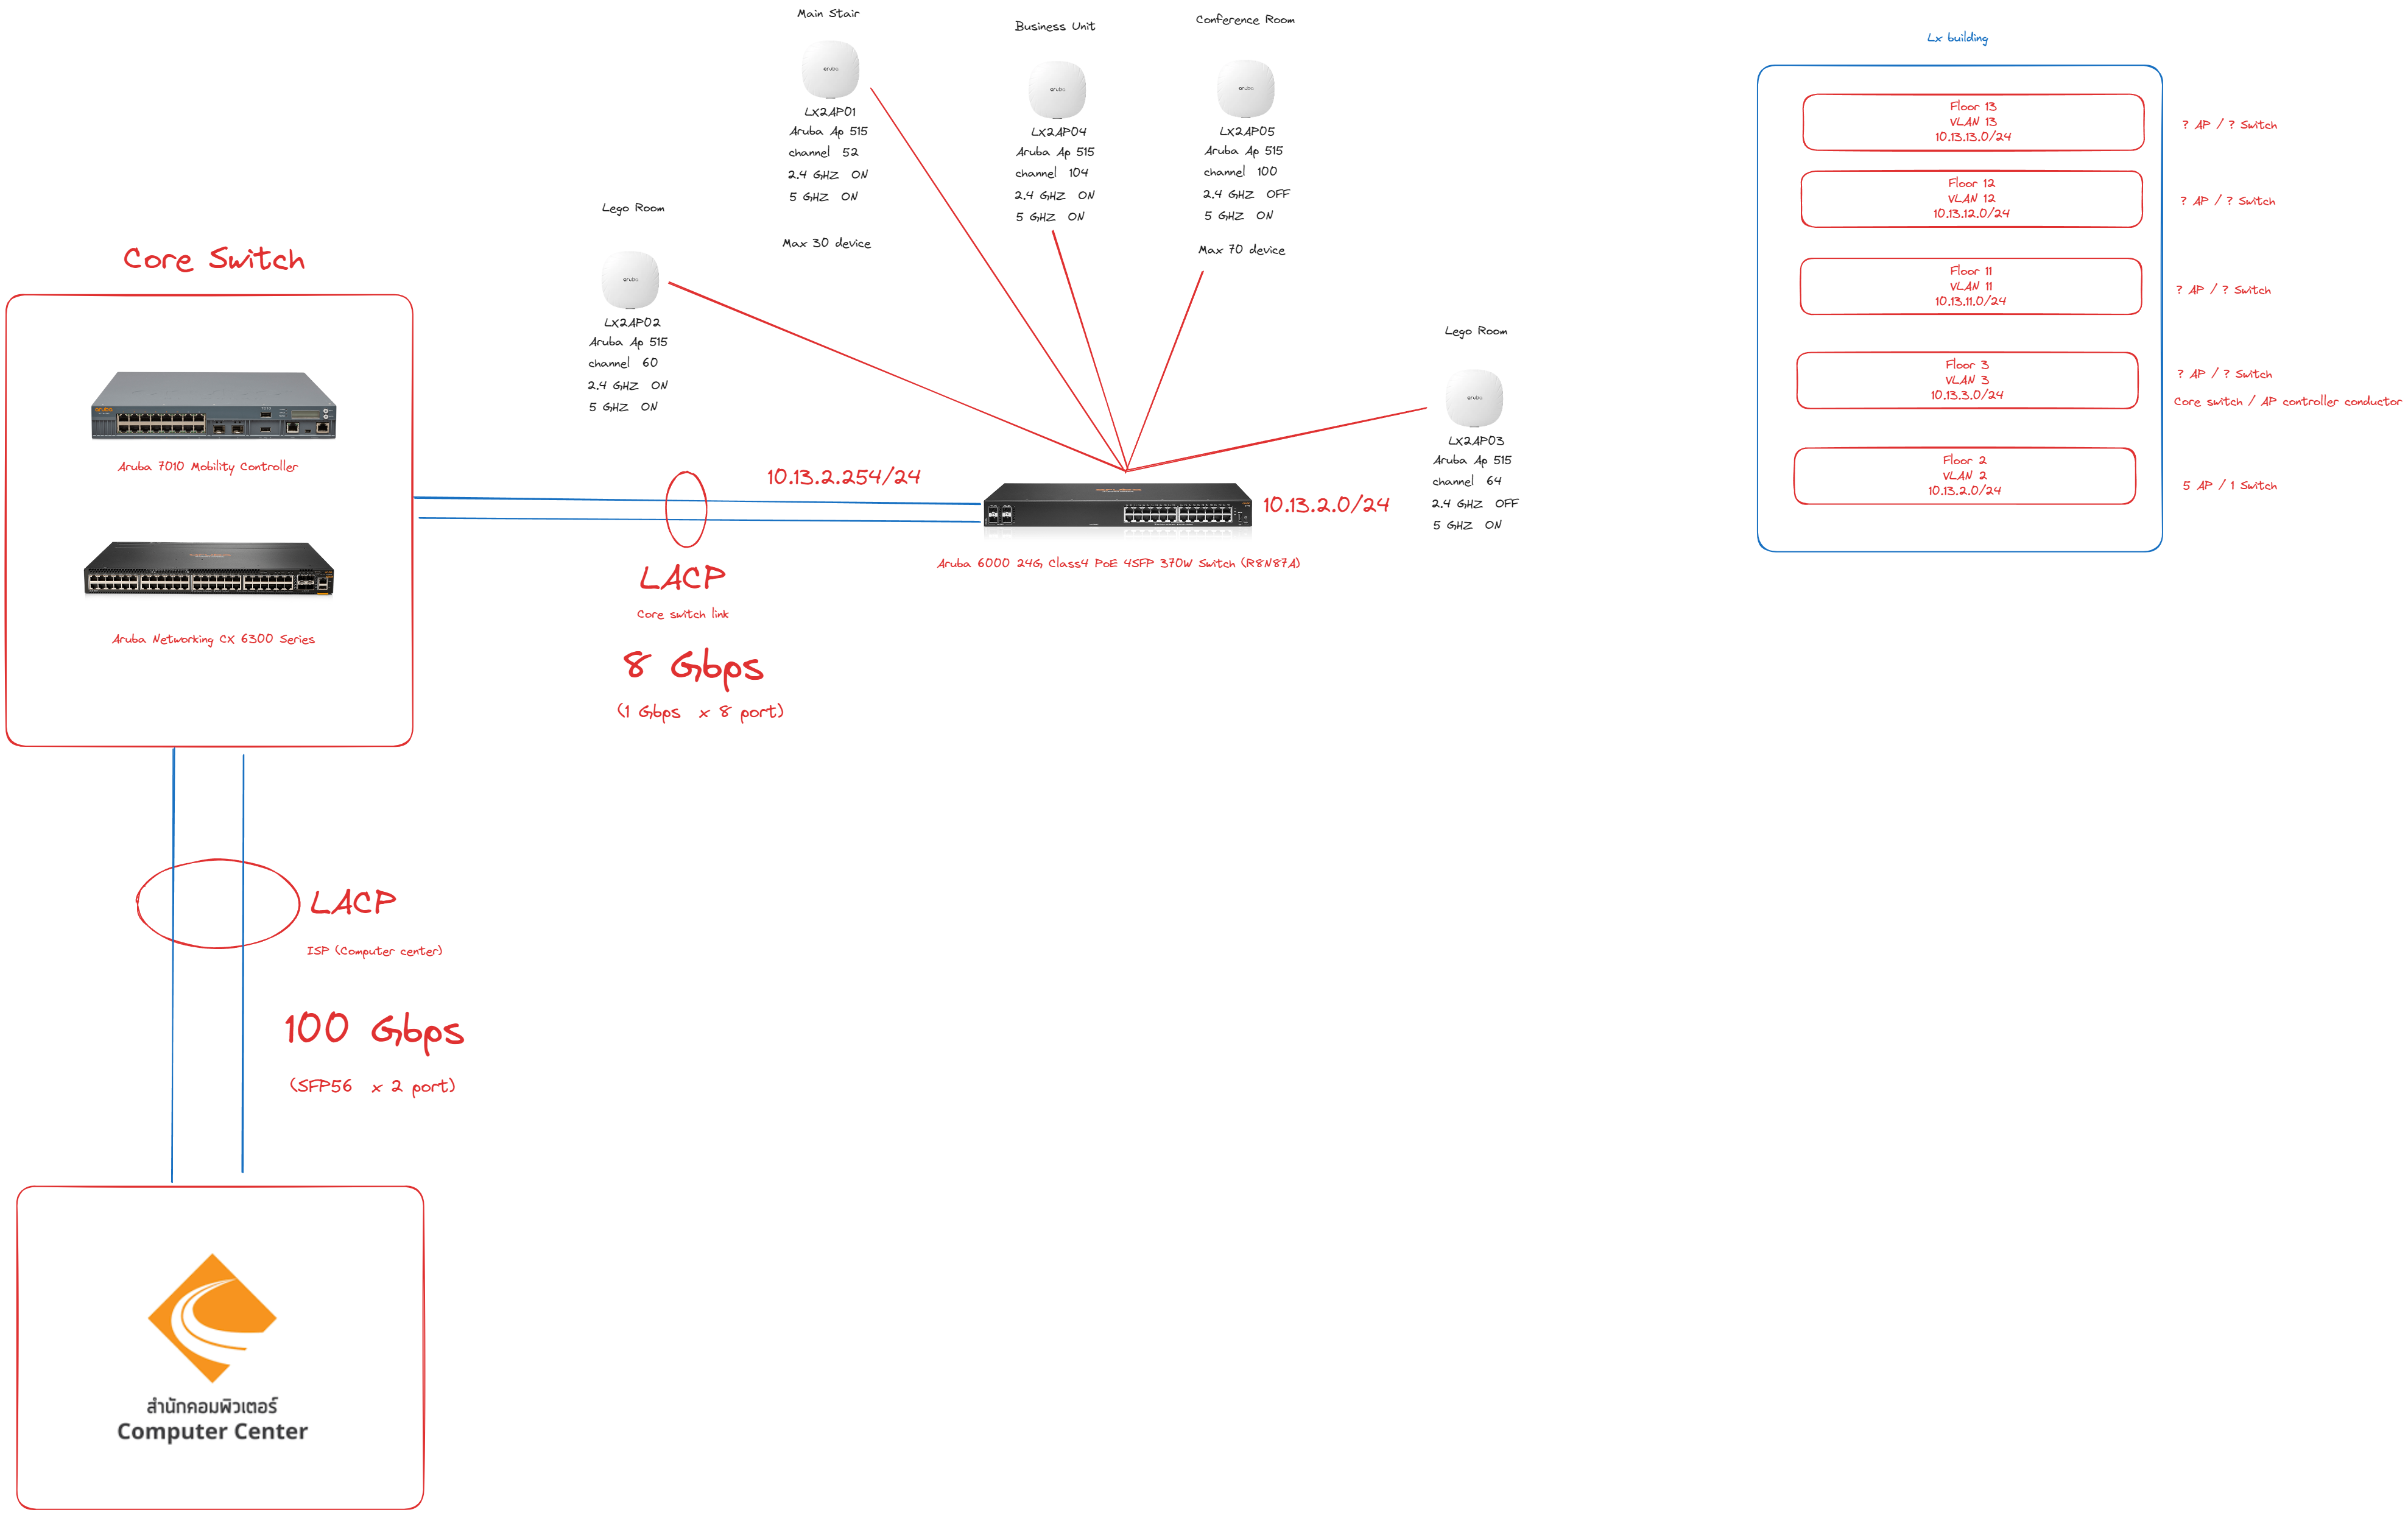 Main Stair
Business Unit
Conference Room
Lx building
aruba
LX2AP01
Aruba Ap 515
channel 52
2.4 GHZ ON
5 GHZ ON
Max 30 device
aruba
LX2AP04
Aruba Ap 515
channel 104
2.4 GHZ ON
5 GHZ ON
aruba
LX2AP05
Aruba Ap 515
channel 100
2.4 GHZ OFF
5 GHZ ON
Max 70 device
Lego Room
aruba
LX2AP02
Aruba Ap 515
channel 60
2.4 GHZ ON
5 GHZ ON
Lego Room
aruba
LX2AP03
Aruba Ap 515
channel 64
2.4 GHZ OFF
5 GHZ ON
Floor 13
VLAN 13
10.13.13.0/24
? AP / ? Switch
Floor 12
VLAN 12
10.13.12.0/24
? AP / ? Switch
Floor 11
VLAN 11
10.13.11.0/24
? AP / ? Switch
Floor 3
VLAN 3
10.13.3.0/24
? AP / ? Switch
Core switch / AP controller conductor
Floor 2
VLAN 2
10.13.2.0/24
5 AP / 1 Switch
Core Switch
aruba
Aruba 7010 Mobility Controller
Aruba Networking CX 6300 Series
10.13.2.254/24
10.13.2.0/24
Aruba 6000 24G Class4 PoE 4SFP 370W Switch (R8N87A)
LACP
Core switch link
8 Gbps
(1 Gbps x 8 port)
LACP
ISP (Computer center)
100 Gbps
(SFP56 x 2 port)
สำนักคอมพิวเตอร์
Computer Center